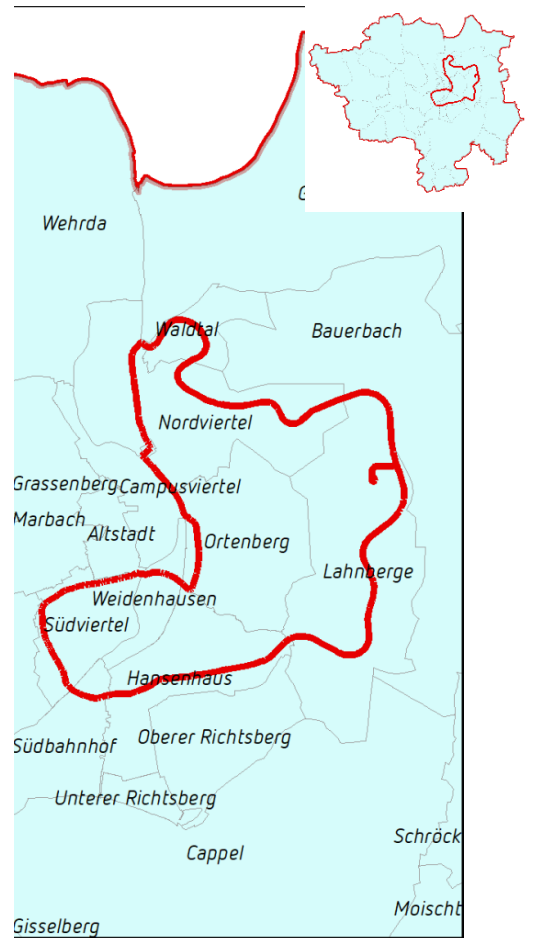 Wehrda
Waldtal
Bauerbach
Nordviertel
Grassenberg
Campusviertel
Marbach
Altstadt
Ortenberg
Lahnberge
Weidenhausen
Südviertel
Hansenhaus
Südbahnhof
Oberer Richtsberg
Unterer Richtsberg
Schröck
Cappel
Moischt
Gisselberg